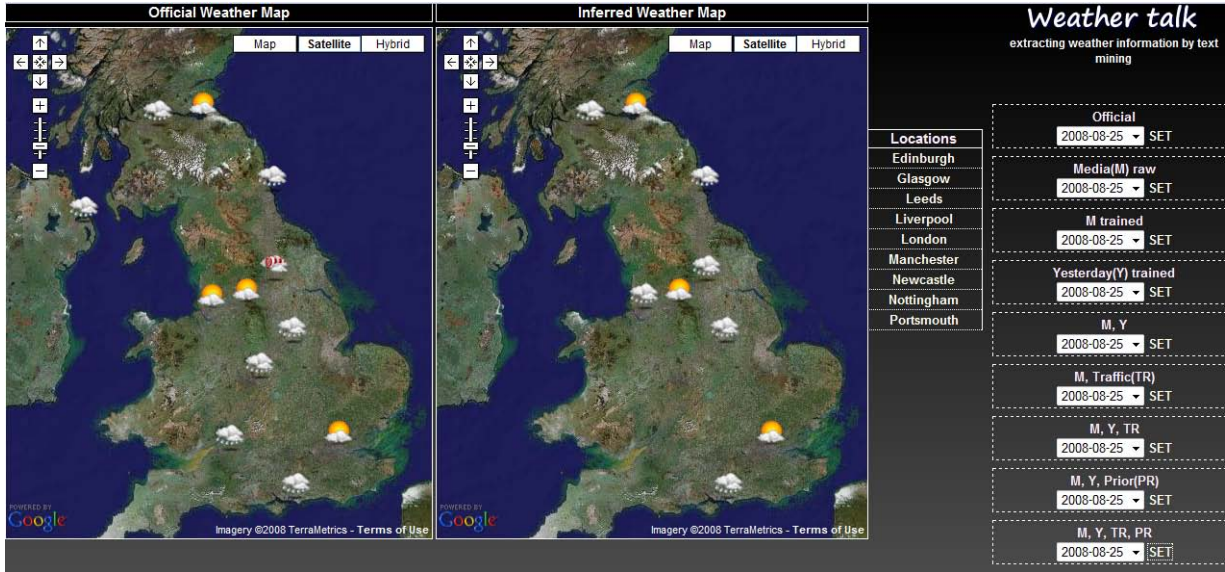 Official Weather Map
Map
Satellite
Hybrid
POWERED BY
Google
Imagery ©2008 TerraMetrics - Terms of Use
Inferred Weather Map
Map
Satellite
Hybrid
POWERED BY
Google
Imagery ©2008 TerraMetrics - Terms of Use
Locations
Edinburgh
Glasgow
Leeds
Liverpool
London
Manchester
Newcastle
Nottingham
Portsmouth
Weather talk
extracting weather information by text
mining
Official
2008-08-25 SET
Media(M) raw
2008-08-25 SET
M trained
2008-08-25 SET
Yesterday(Y) trained
2008-08-25 SET
M, Y
2008-08-25 SET
M, Traffic(TR)
2008-08-25 SET
M, Y, TR
2008-08-25 SET
M, Y, Prior(PR)
2008-08-25 SET
M, Y, TR, PR
2008-08-25 SET